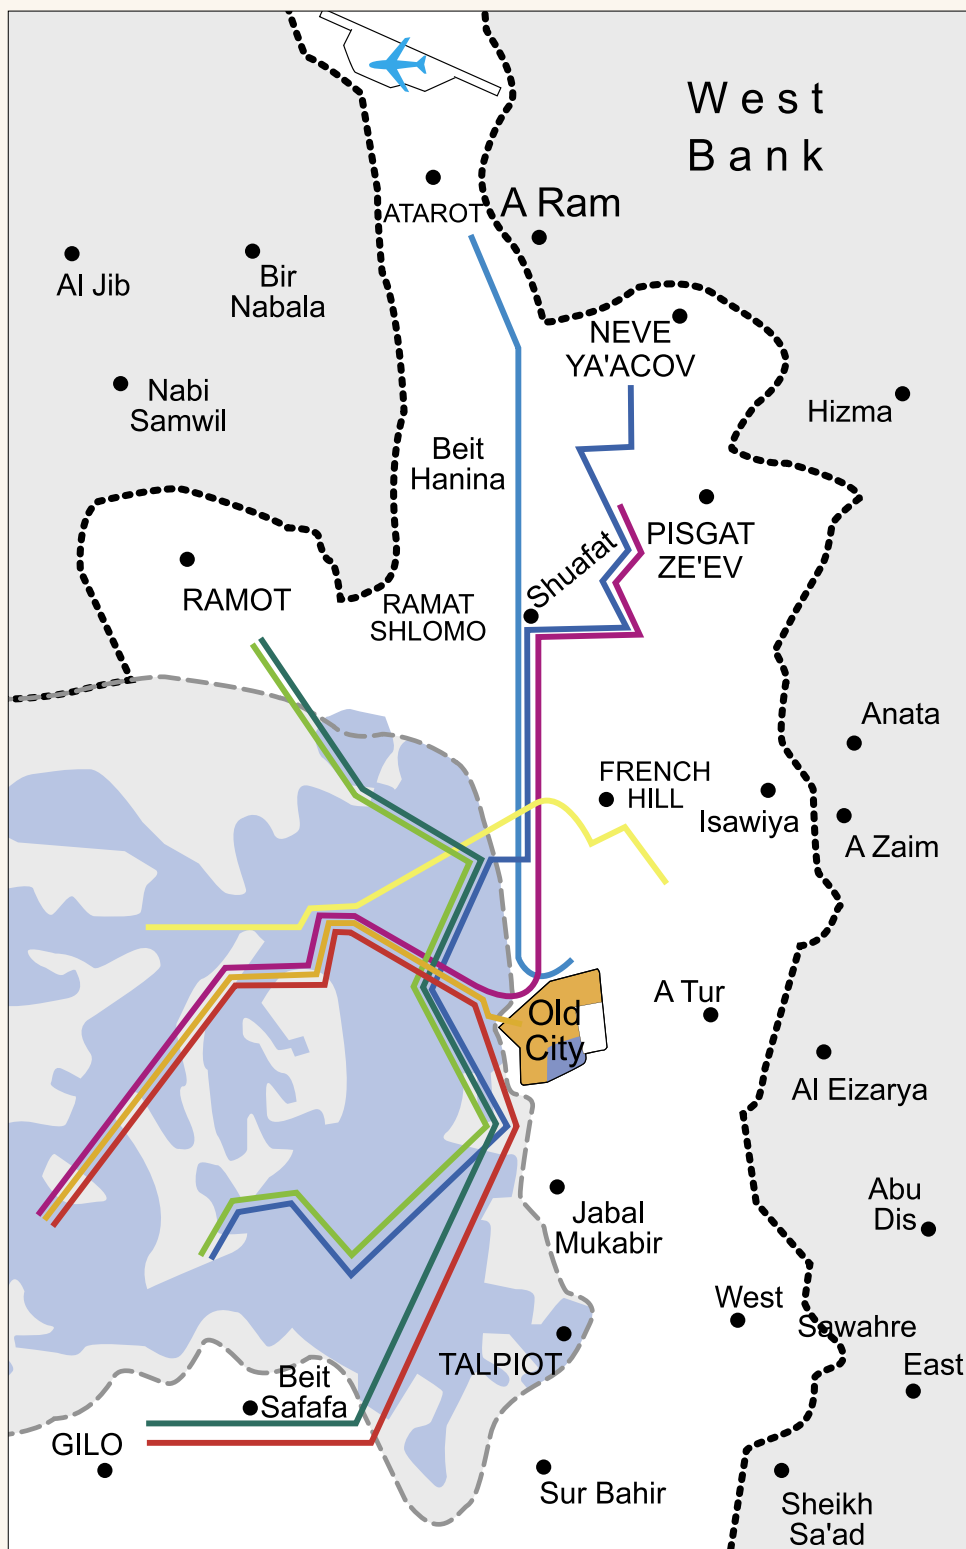 West
Bank
A Ram
ATAROT
Al Jib
Bir
Nabala
NEVE
YA'ACOV
Nabi
Samwil
Hizma
Beit
Hanina
PISGAT
ZE'EV
Shuafat
RAMOT
RAMAT
SHLOMO
Anata
FRENCH
HILL
Isawiya
A Zaim
A Tur
Old
City
Al Eizarya
Abu
Dis
Jabal
Mukabir
West
Sawahre
East
TALPIOT
Beit
Safafa
GILO
Sur Bahir
Sheikh
Sa'ad